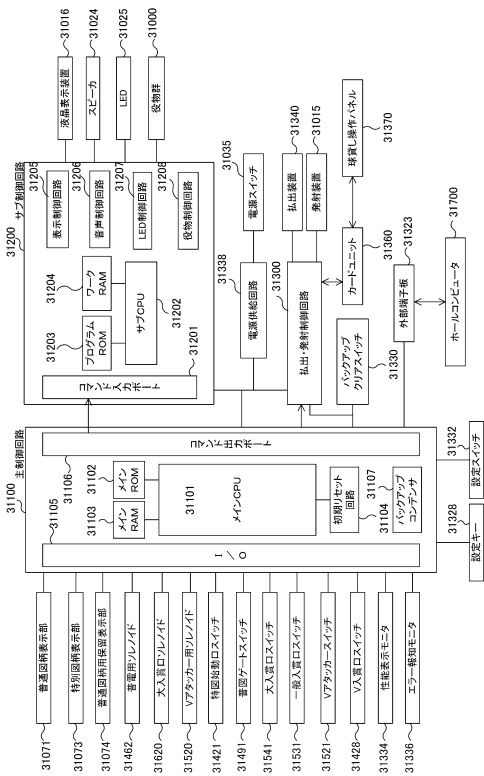 31100
主制御回路
31105
I/O
31106
コマンド出力ポート
31103
メイン
RAM
31102
メイン
ROM
31101
メインCPU
初期リセット
回路
31104
31107
バックアップ
コンデンサ
31328
設定キー
31332
設定スイッチ
31071
普通図柄表示部
31073
特別図柄表示部
31074
普通図柄用保留表示部
31462
普電用ソレノイド
31620
大入賞口ソレノイド
31520
Vアタッカー用ソレノイド
31421
特図始動口スイッチ
31491
普図ゲートスイッチ
31541
大入賞口スイッチ
31531
一般入賞口スイッチ
31521
Vアタッカースイッチ
31428
V入賞口スイッチ
31334
性能表示モニタ
31336
エラー報知モニタ
31200
サブ制御回路
31201
コマンド入力ポート
31203
プログラム
ROM
31204
ワーク
RAM
サブCPU
31202
31205
表示制御回路
31206
音声制御回路
31207
LED制御回路
31208
役物制御回路
31016
液晶表示装置
31024
スピーカ
31025
LED
31000
役物群
31338
電源供給回路
31035
電源スイッチ
31300
払出・発射制御回路
31340
払出装置
31015
発射装置
31360
カードユニット
31370
球貸し操作パネル
バックアップ
クリアスイッチ
31330
31323
外部端子板
31700
ホールコンピュータ